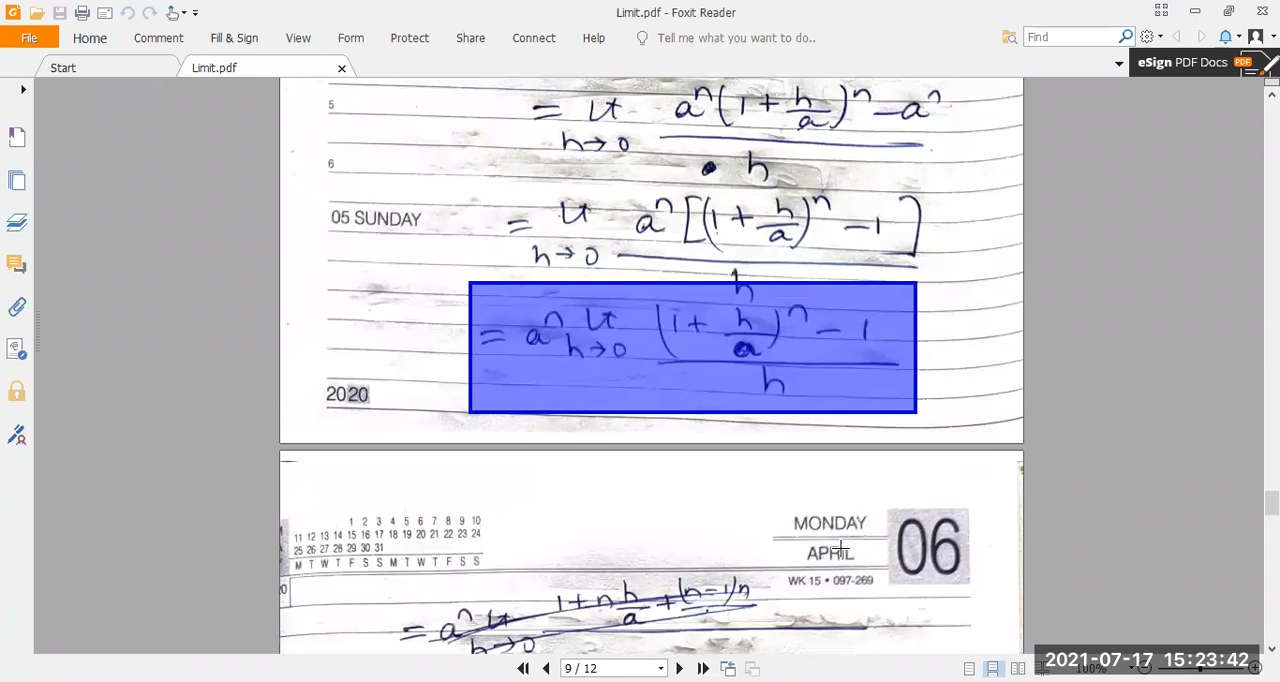 Limit.pdf - Foxit Reader
File Home Comment Fill & Sign View Form Protect Share Connect Help Tell me what you want to do.. Find
Start Limit.pdf eSign PDF Docs PDF
5 = lt h→0 a^n(1 + h/a)^n - a^n / h
6
05 SUNDAY = lt h→0 a^n[(1 + h/a)^n - 1] / h
= a^n lt h→0 (1 + h/a)^n - 1 / h
2020
1 2 3 4 5 6 7 8 9 10
11 12 13 14 15 16 17 18 19 20 21 22 23 24
25 26 27 28 29 30 31
M T W T F S S M T W T F S S M T W T F S S
MONDAY
APRIL
06
WK 15 • 097-269
= a^n lt h→0 1 + n h/a + (n-1)n
9 / 12
100%
2021-07-17 15:23:42